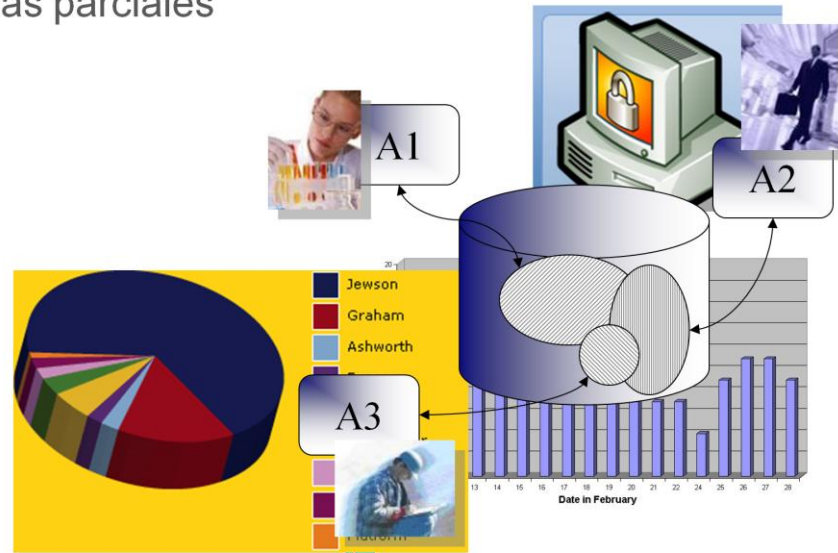 as parciales
A1
A2
20
Jewson
Graham
Ashworth
A3
13 14 15 16 17 18 19 20 21 22 24 25 26 27 28
Date in February